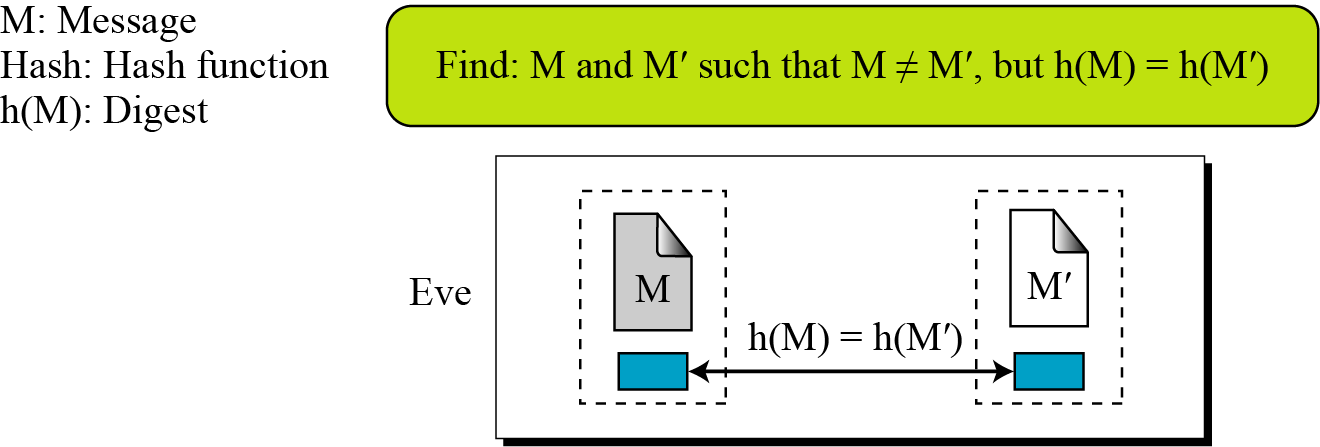 M: Message
Hash: Hash function
h(M): Digest
Find: M and M′ such that M ≠ M′, but h(M) = h(M′)
Eve
M
M′
h(M) = h(M′)